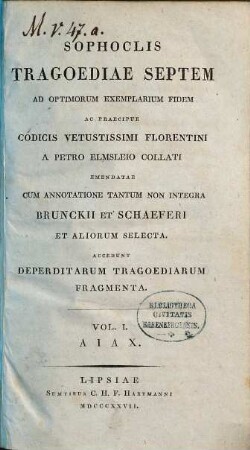 M. v. 47. a.
SOPHOCLIS
TRAGOEDIAE SEPTEM
AD OPTIMORUM EXEMPLARIUM FIDEM
AC PRAECIPUE
CODICIS VETUSTISSIMI FLORENTINI
A PETRO ELMSLEIO COLLATI
EMENDATAE
CUM ANNOTATIONE TANTUM NON INTEGRA
BRUNCKII ET SCHAEFERI
ET ALIORUM SELECTA.
ACCEDUNT
DEPERDITARUM TRAGOEDIARUM
FRAGMENTA.
BIBLIOTHECA
CIVITATIS
VOL. I.
AIAX.
LIPSIAE
SUMTIBUS C. H. F. HARTMANNI
MDCCCXXVII.